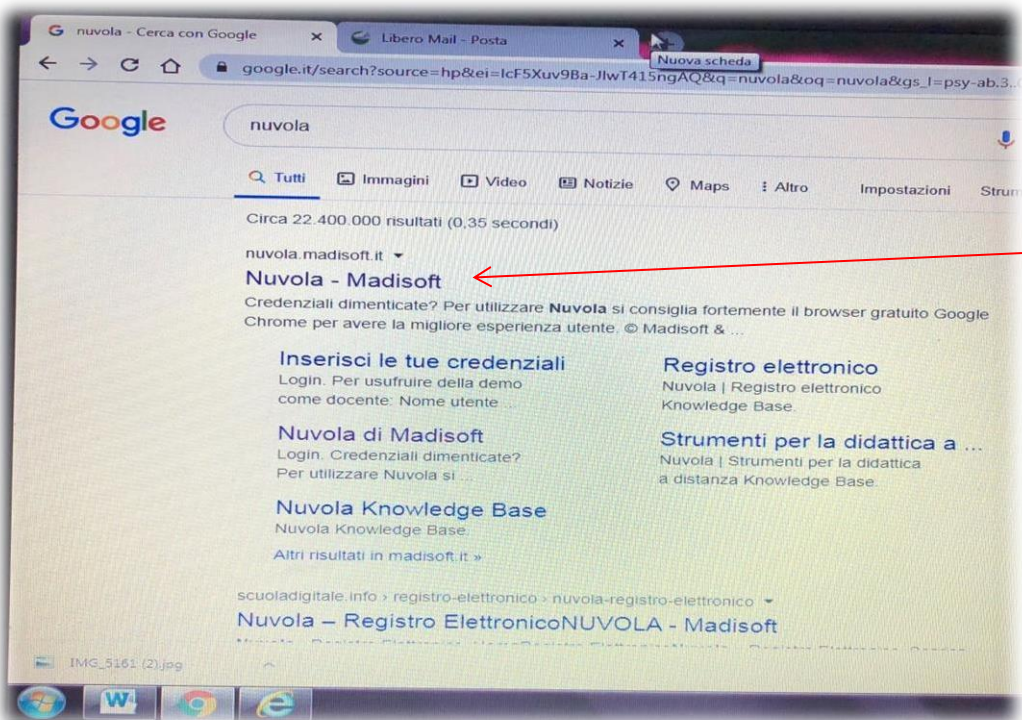 nuvola - Cerca con Google
Libero Mail - Posta
Nuova scheda
google.it/search?source=hp&ei=IcF5Xuv9Ba-JlwT415ngAQ&q=nuvola&oq=nuvola&gs_l=psy-ab.3..
Google
nuvola
Tutti Immagini Video Notizie Maps Altro Impostazioni Strum
Circa 22.400.000 risultati (0,35 secondi)
nuvola.madisoft.it
Nuvola - Madisoft
Credenziali dimenticate? Per utilizzare Nuvola si consiglia fortemente il browser gratuito Google
Chrome per avere la migliore esperienza utente. © Madisoft & ...
Inserisci le tue credenziali
Login. Per usufruire della demo
come docente: Nome utente ...
Registro elettronico
Nuvola | Registro elettronico
Knowledge Base.
Nuvola di Madisoft
Login. Credenziali dimenticate?
Per utilizzare Nuvola si ...
Strumenti per la didattica a ...
Nuvola | Strumenti per la didattica
a distanza Knowledge Base.
Nuvola Knowledge Base
Nuvola Knowledge Base.
Altri risultati in madisoft.it »
scuoladigitale.info › registro-elettronico › nuvola-registro-elettronico
Nuvola – Registro ElettronicoNUVOLA - Madisoft
IMG_5161 (2).jpg
W